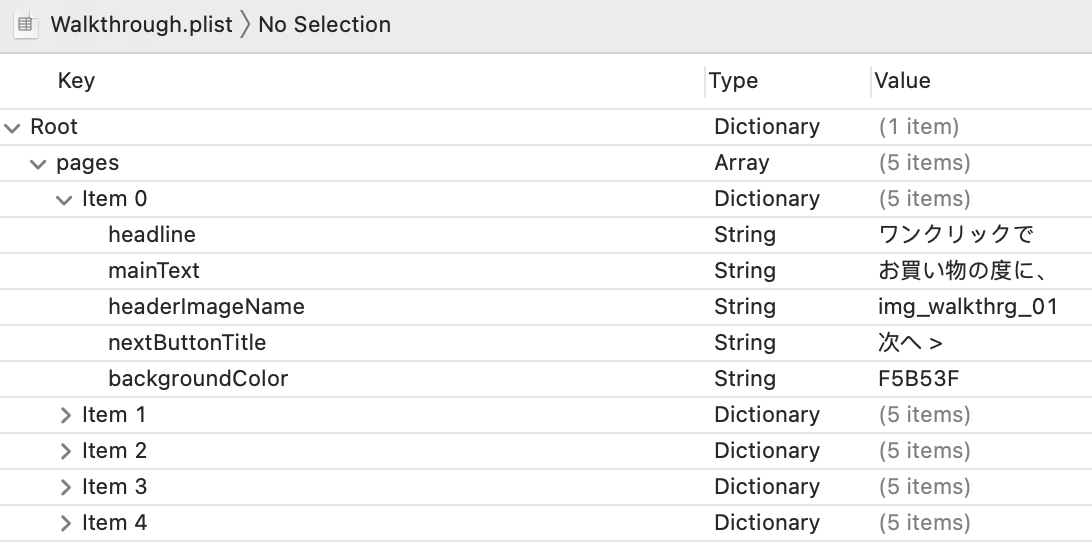 Walkthrough.plist 〉 No Selection
Key Type Value
Root Dictionary (1 item)
pages Array (5 items)
Item 0 Dictionary (5 items)
headline String ワンクリックで
mainText String お買い物の度に、
headerImageName String img_walkthrg_01
nextButtonTitle String 次へ >
backgroundColor String F5B53F
Item 1 Dictionary (5 items)
Item 2 Dictionary (5 items)
Item 3 Dictionary (5 items)
Item 4 Dictionary (5 items)